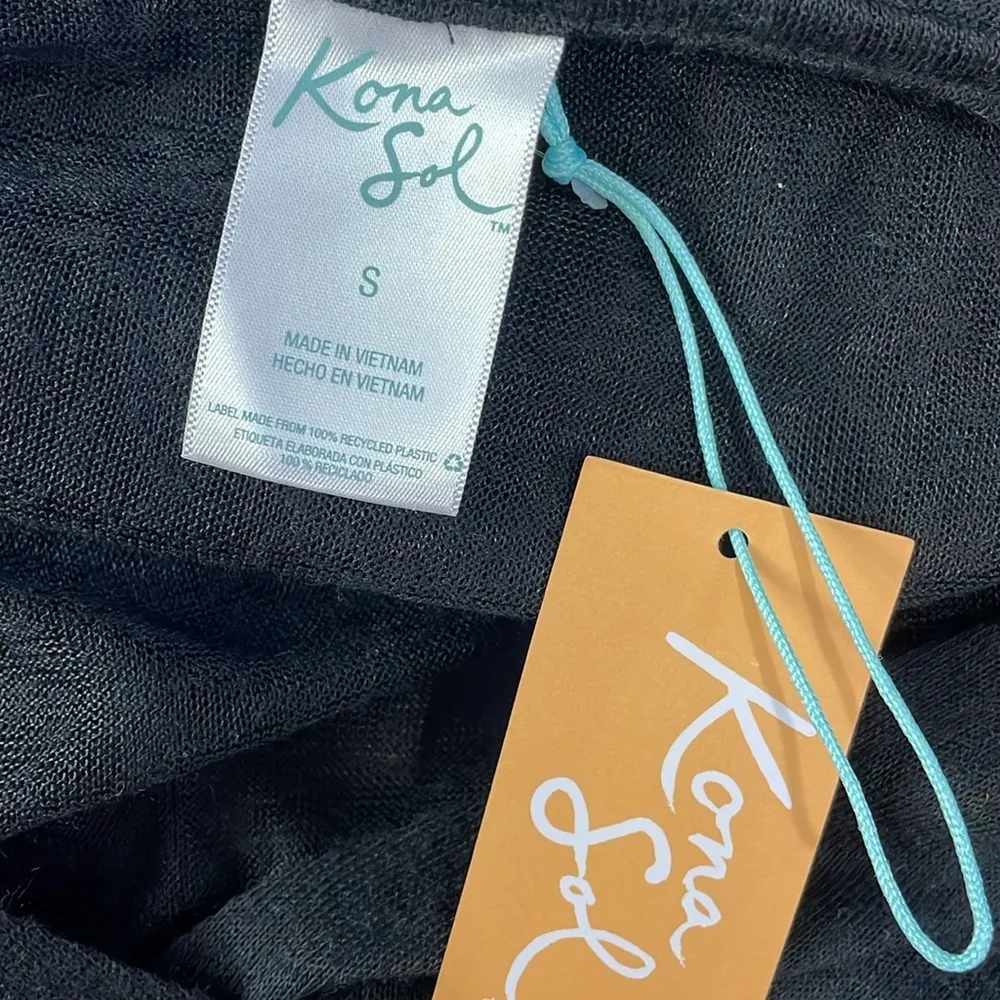 Kona
Sol
TM
S
MADE IN VIETNAM
HECHO EN VIETNAM
LABEL MADE FROM 100% RECYCLED PLASTIC
ETIQUETA ELABORADA CON PLÁSTICO
100 % RECICLADO
Kona
Sol